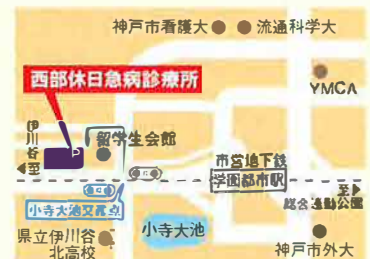 神戸市看護大 流通科学大
西部休日急病診療所
YMCA
伊川谷
至
留学生会館
市営地下鉄
学園都市駅
至
総合運動公園
小寺大池交差点
小寺大池
県立伊川谷
北高校
神戸市外大